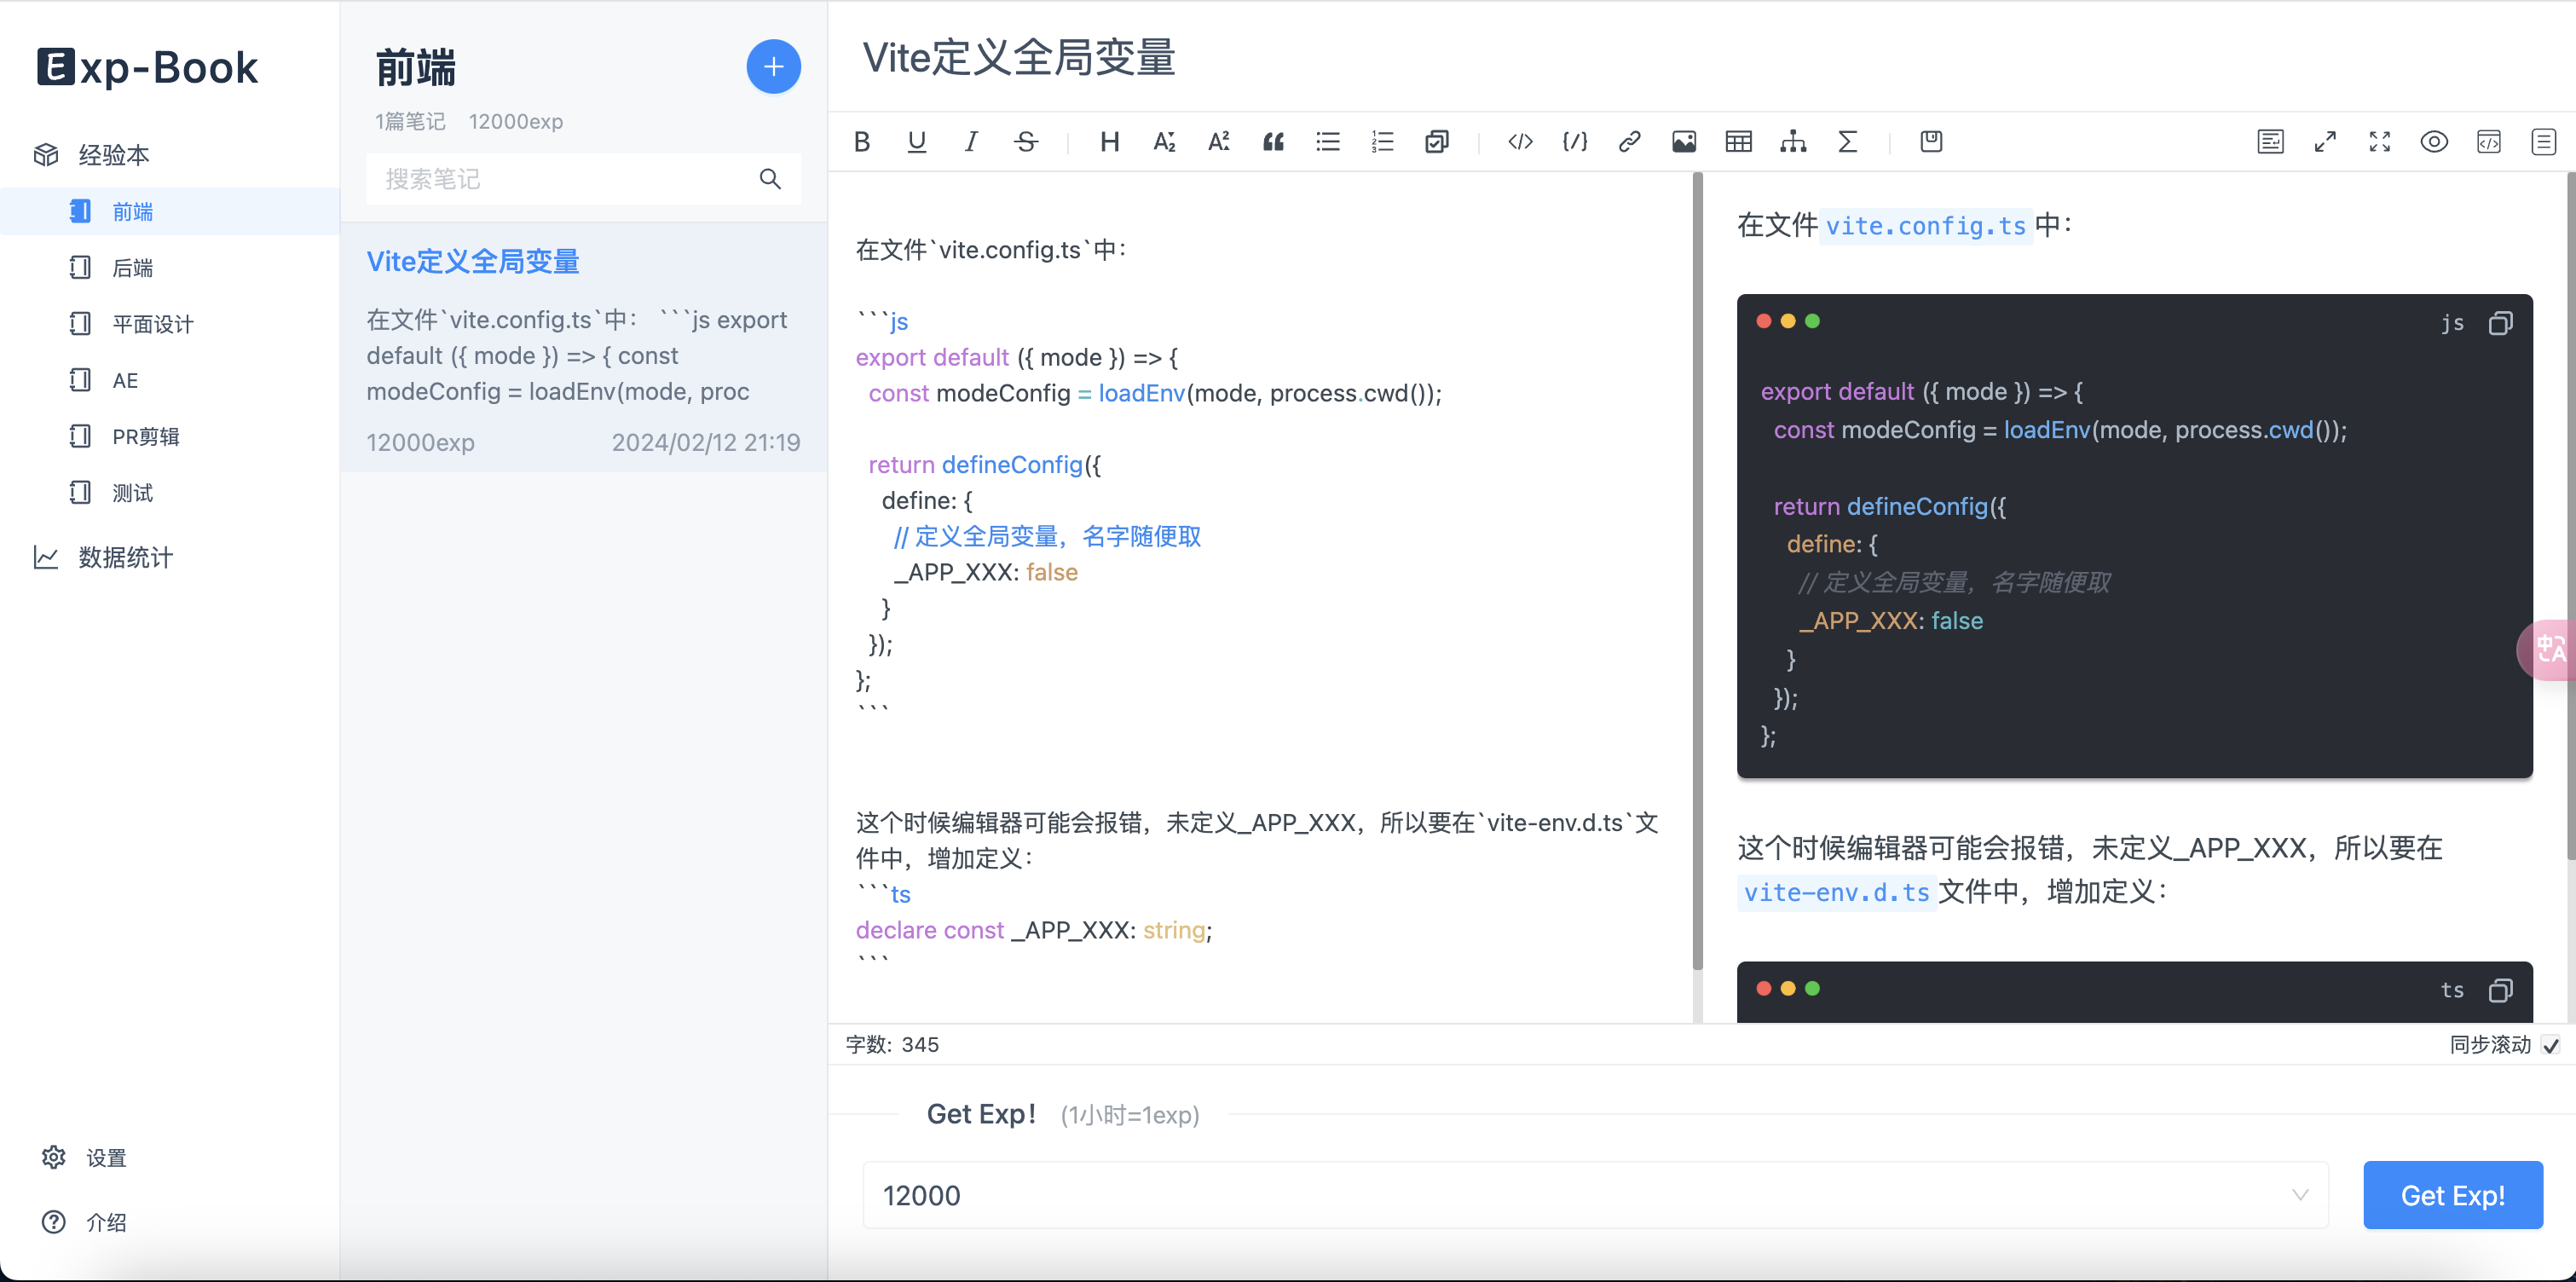 Exp-Book
经验本
前端
后端
平面设计
AE
PR剪辑
测试
数据统计
设置
介绍
前端
1篇笔记 12000exp
搜索笔记
Vite定义全局变量
在文件`vite.config.ts`中： ```js export
default ({ mode }) => { const
modeConfig = loadEnv(mode, proc
12000exp 2024/02/12 21:19
Vite定义全局变量
在文件`vite.config.ts`中：
```js
export default ({ mode }) => {
const modeConfig = loadEnv(mode, process.cwd());
return defineConfig({
define: {
// 定义全局变量，名字随便取
_APP_XXX: false
}
});
};
```
这个时候编辑器可能会报错，未定义_APP_XXX，所以要在`vite-env.d.ts`文
件中，增加定义：
```ts
declare const _APP_XXX: string;
```
在文件 vite.config.ts 中：
js
export default ({ mode }) => {
const modeConfig = loadEnv(mode, process.cwd());
return defineConfig({
define: {
// 定义全局变量，名字随便取
_APP_XXX: false
}
});
};
这个时候编辑器可能会报错，未定义_APP_XXX，所以要在
vite-env.d.ts 文件中，增加定义：
ts
字数: 345
同步滚动
Get Exp! (1小时=1exp)
12000
Get Exp!